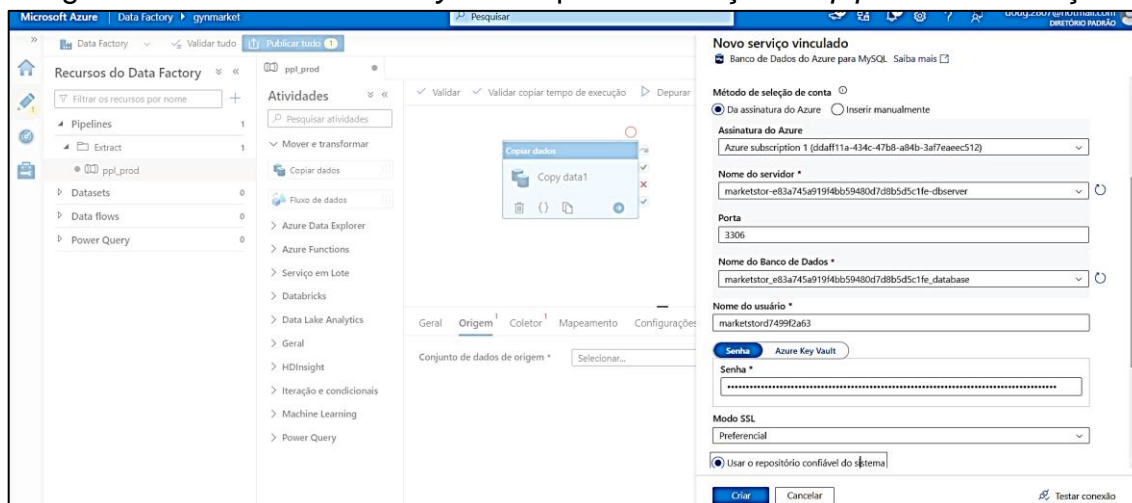 Microsoft Azure | Data Factory ▸ gynmarket
Pesquisar
doug.2807@hotmail.com
DIRETÓRIO PADRÃO
Data Factory
Validar tudo
Publicar tudo 1
Recursos do Data Factory
Filtrar os recursos por nome
Pipelines 1
Extract 1
ppl_prod
Datasets 0
Data flows 0
Power Query 0
ppl_prod
Atividades
Pesquisar atividades
Mover e transformar
Copiar dados
Fluxo de dados
Azure Data Explorer
Azure Functions
Serviço em Lote
Databricks
Data Lake Analytics
Geral
HDInsight
Iteração e condicionais
Machine Learning
Power Query
Validar Validar copiar tempo de execução Depurar
Copiar dados
Copy data1
Geral Origem 1 Coletor 1 Mapeamento Configurações
Conjunto de dados de origem * Selecionar...
Novo serviço vinculado
Banco de Dados do Azure para MySQL Saiba mais
Método de seleção de conta
Da assinatura do Azure Inserir manualmente
Assinatura do Azure
Azure subscription 1 (ddaff11a-434c-47b8-a84b-3af7eaeec512)
Nome do servidor *
marketstor-e83a745a919f4bb59480d7d8b5d5c1fe-dbserver
Porta
3306
Nome do Banco de Dados *
marketstor_e83a745a919f4bb59480d7d8b5d5c1fe_database
Nome do usuário *
marketstord7499f2a63
Senha Azure Key Vault
Senha *
Modo SSL
Preferencial
Usar o repositório confiável do sistema
Criar Cancelar Testar conexão